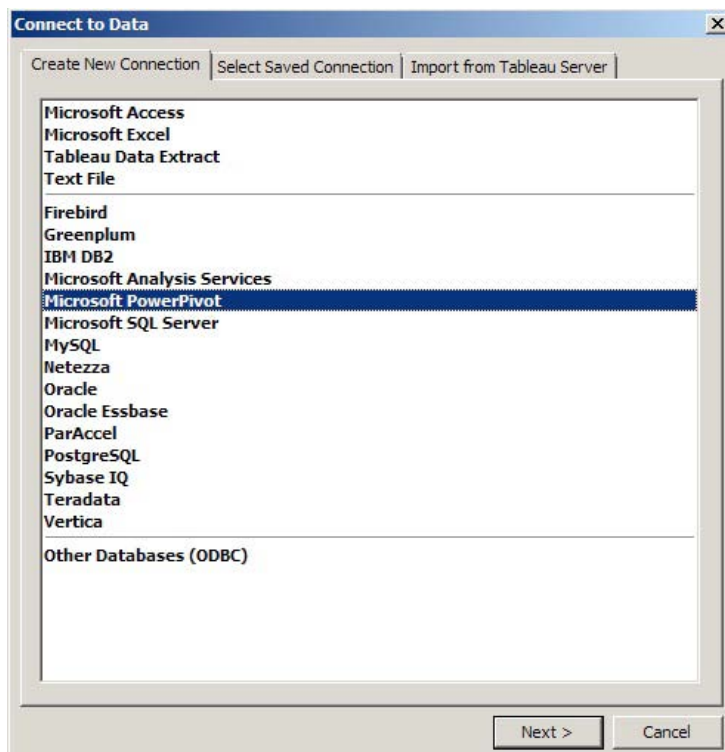 Connect to Data
Create New Connection
Select Saved Connection
Import from Tableau Server
Microsoft Access
Microsoft Excel
Tableau Data Extract
Text File
Firebird
Greenplum
IBM DB2
Microsoft Analysis Services
Microsoft PowerPivot
Microsoft SQL Server
MySQL
Netezza
Oracle
Oracle Essbase
ParAccel
PostgreSQL
Sybase IQ
Teradata
Vertica
Other Databases (ODBC)
Next >
Cancel